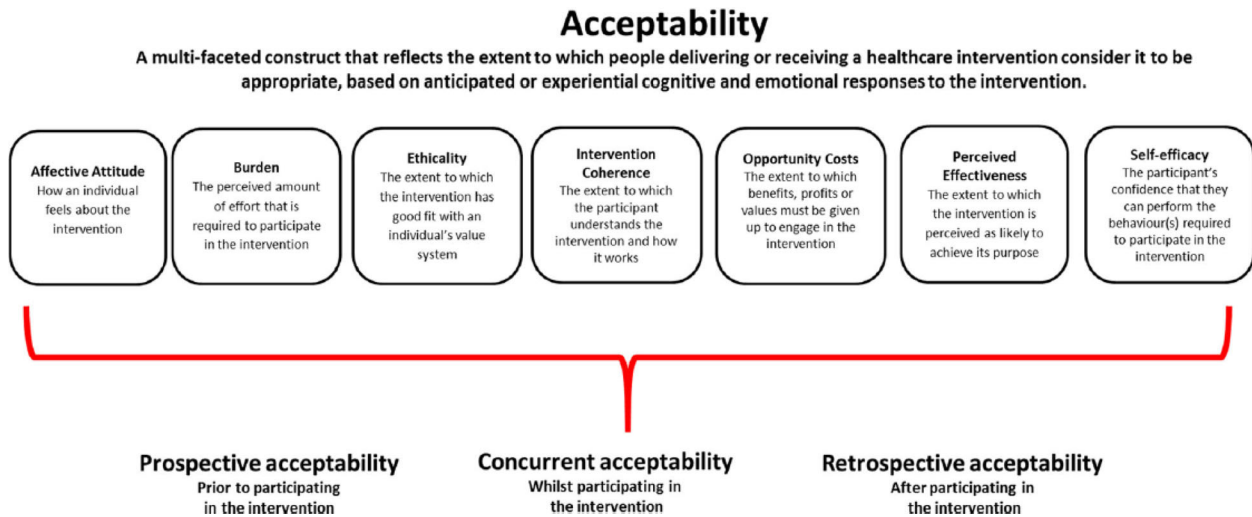 Acceptability
A multi-faceted construct that reflects the extent to which people delivering or receiving a healthcare intervention consider it to be
appropriate, based on anticipated or experiential cognitive and emotional responses to the intervention.
Affective Attitude
How an individual
feels about the
intervention
Burden
The perceived amount
of effort that is
required to participate
in the intervention
Ethicality
The extent to which
the intervention has
good fit with an
individual's value
system
Intervention
Coherence
The extent to which
the participant
understands the
intervention and how
it works
Opportunity Costs
The extent to which
benefits, profits or
values must be given
up to engage in the
intervention
Perceived
Effectiveness
The extent to which
the intervention is
perceived as likely to
achieve its purpose
Self-efficacy
The participant's
confidence that they
can perform the
behaviour(s) required
to participate in the
intervention
Prospective acceptability
Prior to participating
in the intervention
Concurrent acceptability
Whilst participating in
the intervention
Retrospective acceptability
After participating in
the intervention